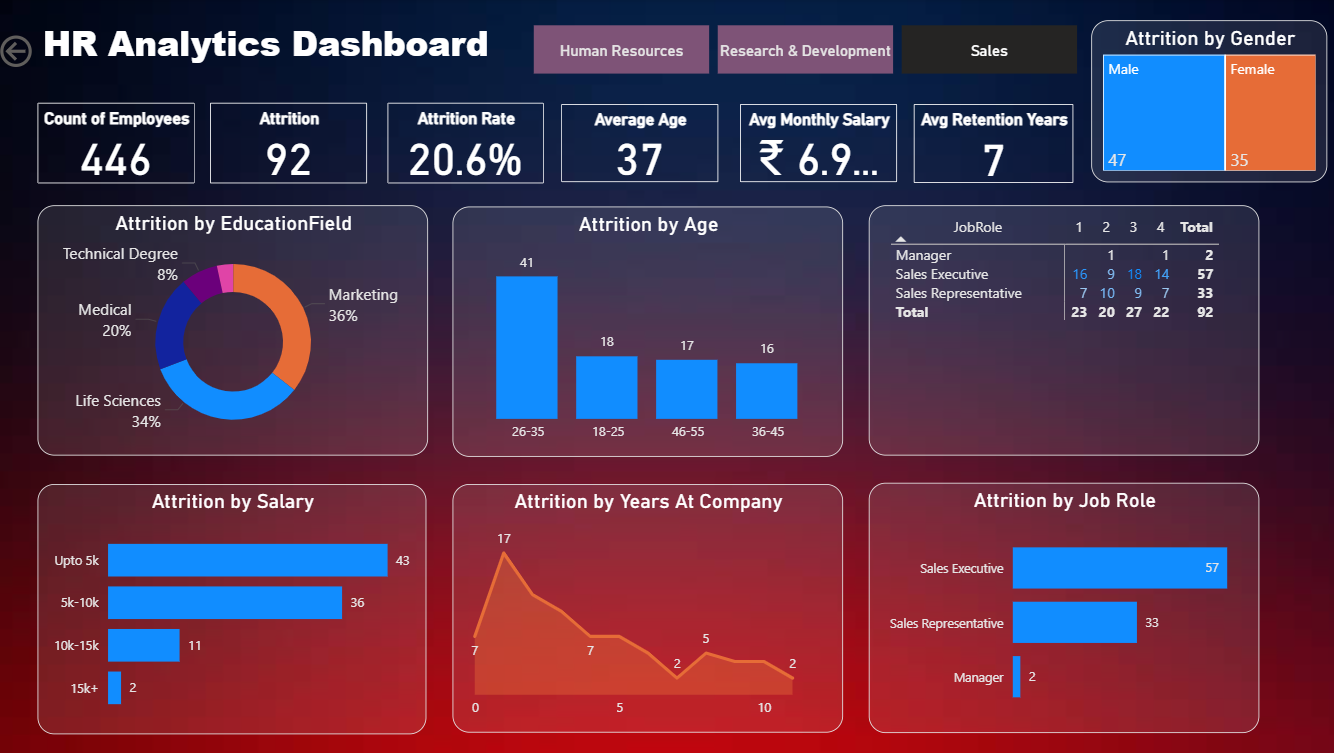 HR Analytics Dashboard
Human Resources
Research & Development
Sales
Attrition by Gender
Male
Female
47
35
Count of Employees
446
Attrition
92
Attrition Rate
20.6%
Average Age
37
Avg Monthly Salary
₹ 6.9...
Avg Retention Years
7
Attrition by EducationField
Technical Degree
8%
Medical
20%
Marketing
36%
Life Sciences
34%
Attrition by Age
41
18
17
16
26-35 18-25 46-55 36-45
JobRole 1 2 3 4 Total
Manager 1 1 2
Sales Executive 16 9 18 14 57
Sales Representative 7 10 9 7 33
Total 23 20 27 22 92
Attrition by Salary
Upto 5k 43
5k-10k 36
10k-15k 11
15k+ 2
Attrition by Years At Company
17
7
7
2
5
2
0 5 10
Attrition by Job Role
Sales Executive 57
Sales Representative 33
Manager 2